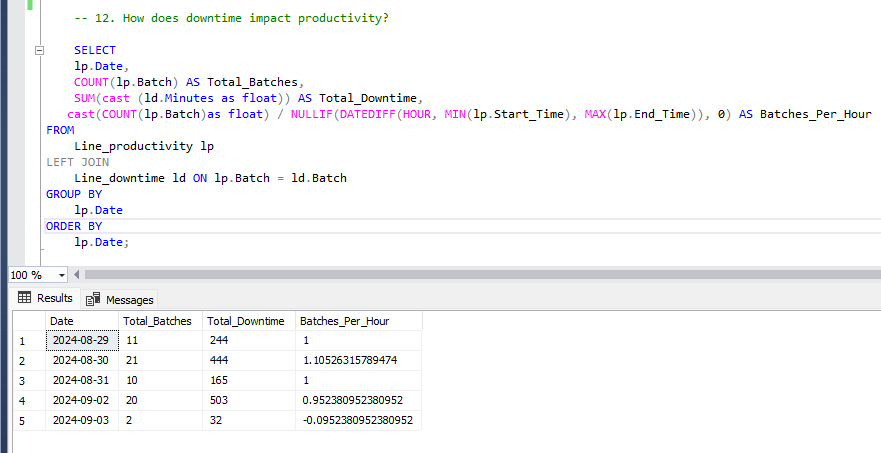 -- 12. How does downtime impact productivity?
SELECT
lp.Date,
COUNT(lp.Batch) AS Total_Batches,
SUM(cast (ld.Minutes as float)) AS Total_Downtime,
cast(COUNT(lp.Batch)as float) / NULLIF(DATEDIFF(HOUR, MIN(lp.Start_Time), MAX(lp.End_Time)), 0) AS Batches_Per_Hour
FROM
Line_productivity lp
LEFT JOIN
Line_downtime ld ON lp.Batch = ld.Batch
GROUP BY
lp.Date
ORDER BY
lp.Date;
100 %
Results Messages
Date Total_Batches Total_Downtime Batches_Per_Hour
1 2024-08-29 11 244 1
2 2024-08-30 21 444 1.10526315789474
3 2024-08-31 10 165 1
4 2024-09-02 20 503 0.952380952380952
5 2024-09-03 2 32 -0.0952380952380952